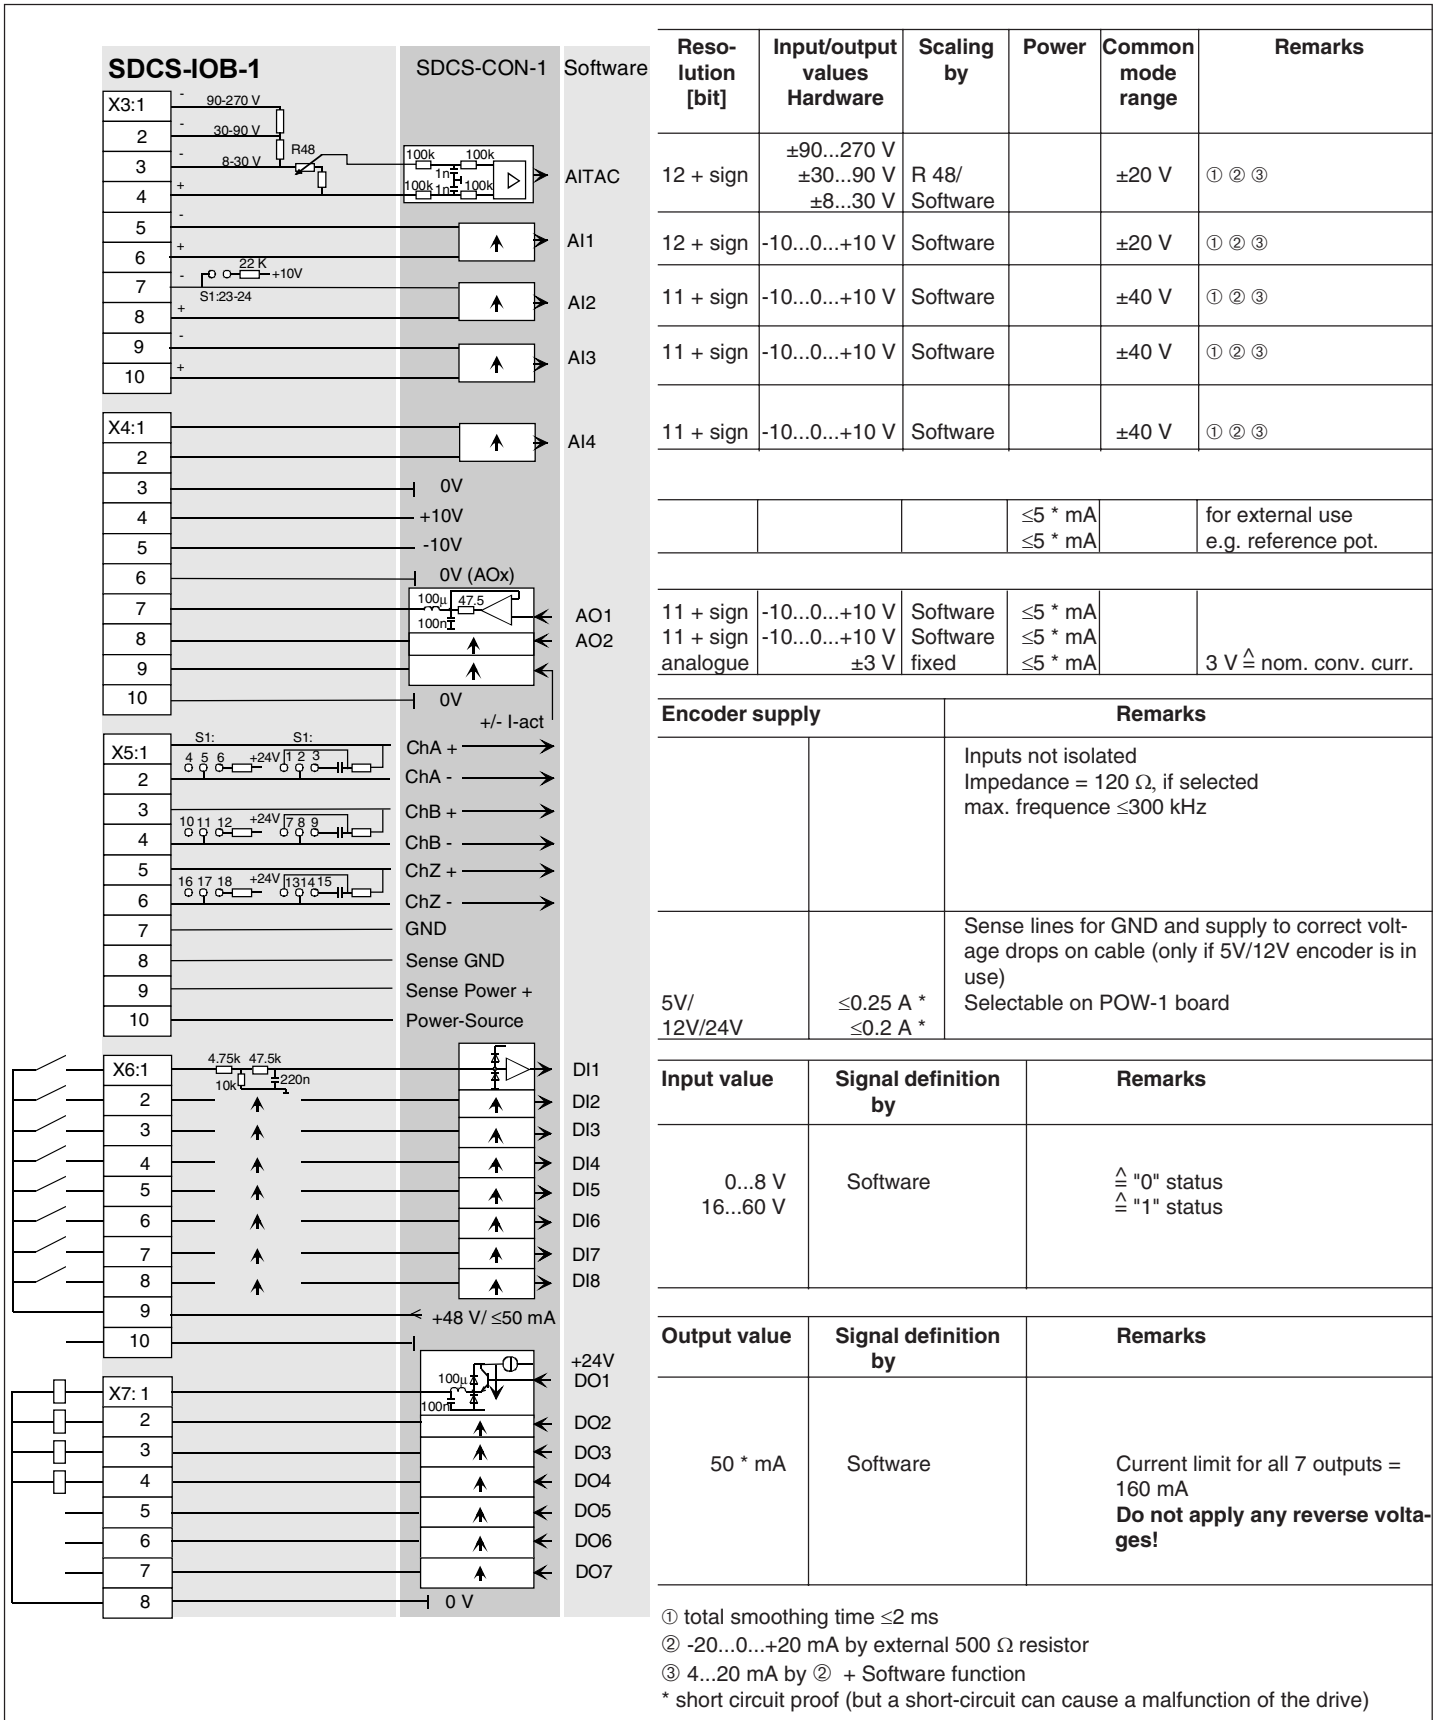 SDCS-IOB-1 SDCS-CON-1 Software
Reso-lution [bit] Input/output values Hardware Scaling by Power Common mode range Remarks
X3:1 - 90-270 V
2 - 30-90 V
3 - 8-30 V R48
4 +
100k 100k
1n
100k 1n 100k
AITAC
±90...270 V
12 + sign ±30...90 V R 48/ ±20 V ① ② ③
±8...30 V Software
5 -
6 +
AI1
12 + sign -10...0...+10 V Software ±20 V ① ② ③
22 K +10V
7 -
S1:23-24
8 +
AI2
11 + sign -10...0...+10 V Software ±40 V ① ② ③
9 -
10 +
AI3
11 + sign -10...0...+10 V Software ±40 V ① ② ③
X4:1
2
AI4
11 + sign -10...0...+10 V Software ±40 V ① ② ③
3 0V
4 +10V
≤5 * mA for external use
5 -10V
≤5 * mA e.g. reference pot.
6 0V (AOx)
7 100µ 47.5
100n
AO1
11 + sign -10...0...+10 V Software ≤5 * mA
8 AO2
11 + sign -10...0...+10 V Software ≤5 * mA
9
analogue ±3 V fixed ≤5 * mA 3 V ≙ nom. conv. curr.
10 0V
+/- I-act
Encoder supply Remarks
X5:1 S1: S1: ChA +
4 5 6 +24V 1 2 3
2 ChA -
3 ChB +
10 11 12 +24V 7 8 9
4 ChB -
5 ChZ +
16 17 18 +24V 13 14 15
6 ChZ -
7 GND
8 Sense GND
9 Sense Power +
10 Power-Source
Inputs not isolated
Impedance = 120 Ω, if selected
max. frequence ≤300 kHz
Sense lines for GND and supply to correct volt-
age drops on cable (only if 5V/12V encoder is in
use)
5V/ ≤0.25 A * Selectable on POW-1 board
12V/24V ≤0.2 A *
X6:1 4.75k 47.5k
10k 220n
DI1
2 DI2
3 DI3
4 DI4
5 DI5
6 DI6
7 DI7
8 DI8
9 +48 V/ ≤50 mA
10
Input value Signal definition by Remarks
0...8 V Software ≙ "0" status
16...60 V ≙ "1" status
+24V
X7: 1 100µ
100n
DO1
2 DO2
3 DO3
4 DO4
5 DO5
6 DO6
7 DO7
8 0 V
Output value Signal definition by Remarks
50 * mA Software Current limit for all 7 outputs =
160 mA
Do not apply any reverse volta-
ges!
① total smoothing time ≤2 ms
② -20...0...+20 mA by external 500 Ω resistor
③ 4...20 mA by ② + Software function
* short circuit proof (but a short-circuit can cause a malfunction of the drive)